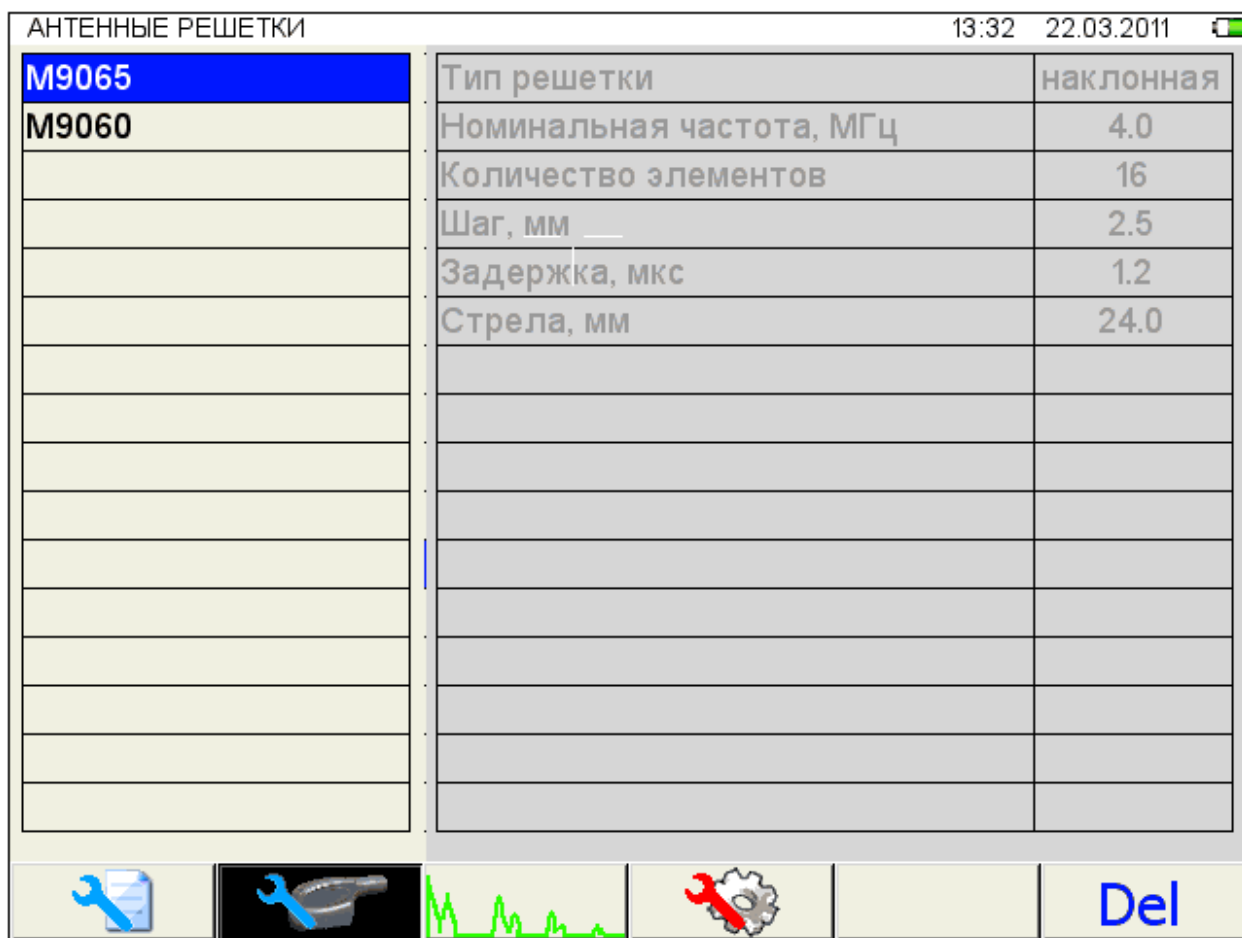 АНТЕННЫЕ РЕШЕТКИ 13:32 22.03.2011
M9065
M9060
Тип решетки наклонная
Номинальная частота, МГц 4.0
Количество элементов 16
Шаг, мм 2.5
Задержка, мкс 1.2
Стрела, мм 24.0
Del